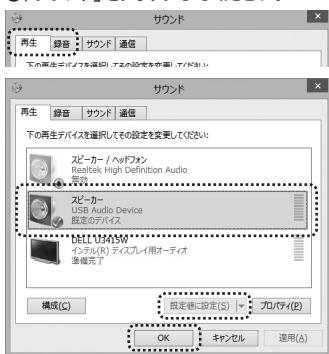 サウンド
再生 録音 サウンド 通信
サウンド
再生 録音 サウンド 通信
下の再生デバイスを選択してその設定を変更してください:
スピーカー / ヘッドフォン
Realtek High Definition Audio
無効
スピーカー
USB Audio Device
既定のデバイス
DELL U3415W
インテル(R) ディスプレイ用オーディオ
準備完了
構成(C) 既定値に設定(S) プロパティ(P)
OK キャンセル 適用(A)